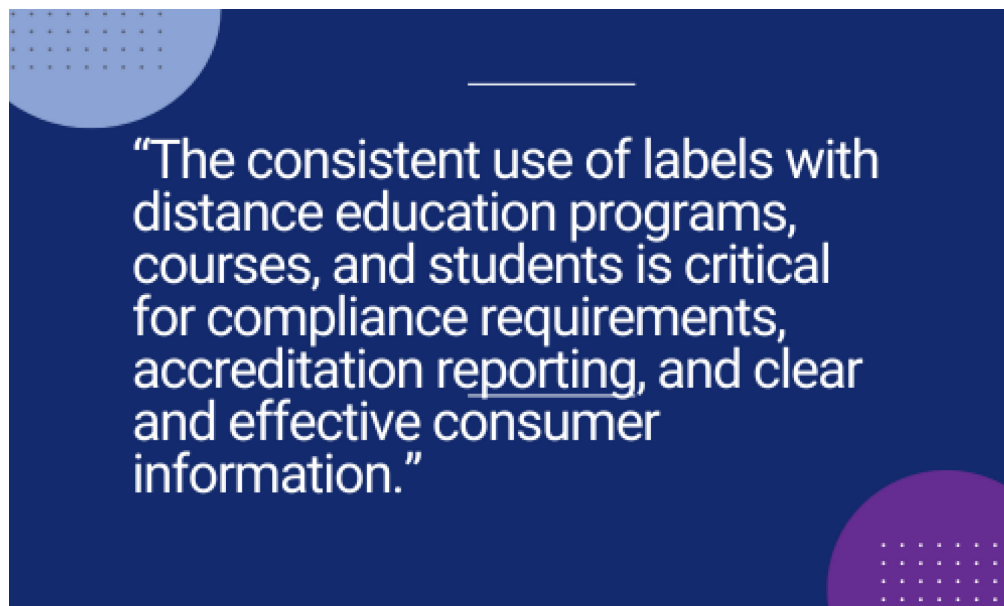 “The consistent use of labels with
distance education programs,
courses, and students is critical
for compliance requirements,
accreditation reporting, and clear
and effective consumer
information.”